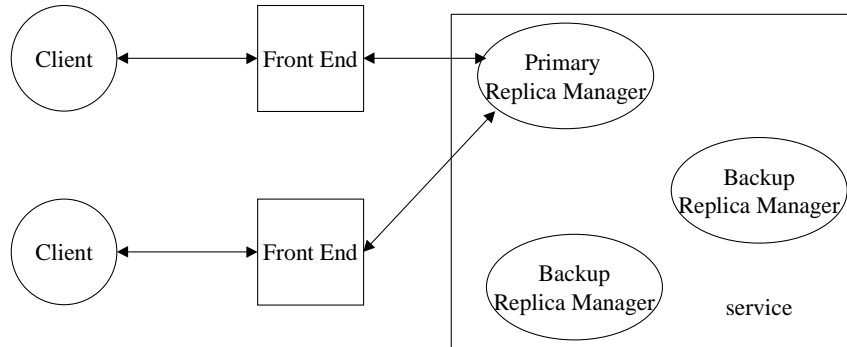 Client
Front End
Primary
Replica Manager
Backup
Replica Manager
Client
Front End
Backup
Replica Manager
service